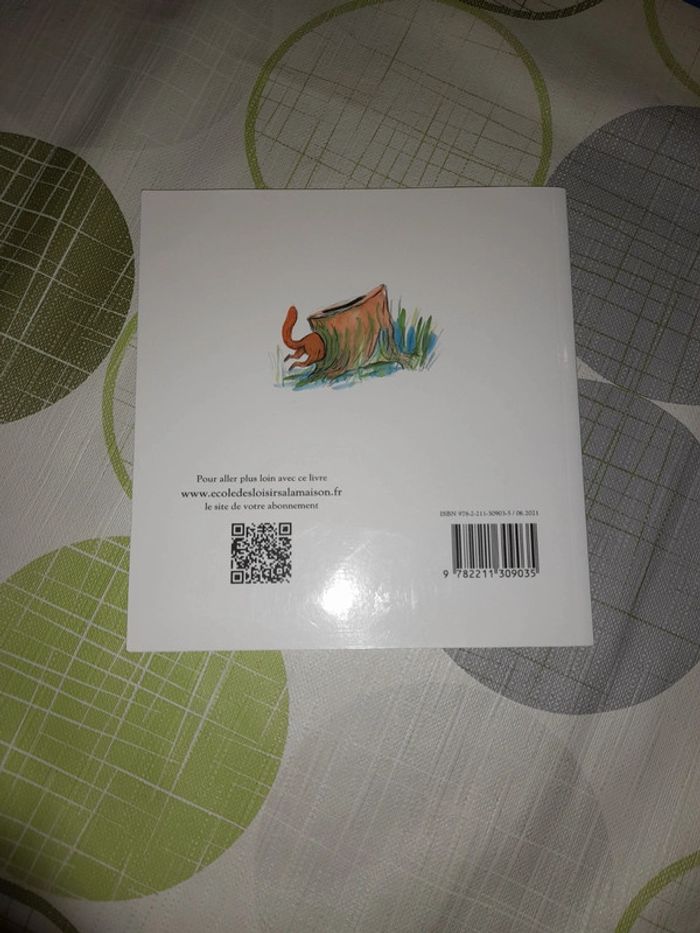 Pour aller plus loin avec ce livre
www.ecoledesloisirsalamaison.fr
le site de votre abonnement
ISBN 978-2-211-30903-5 / 08.2021
9 782211 309035